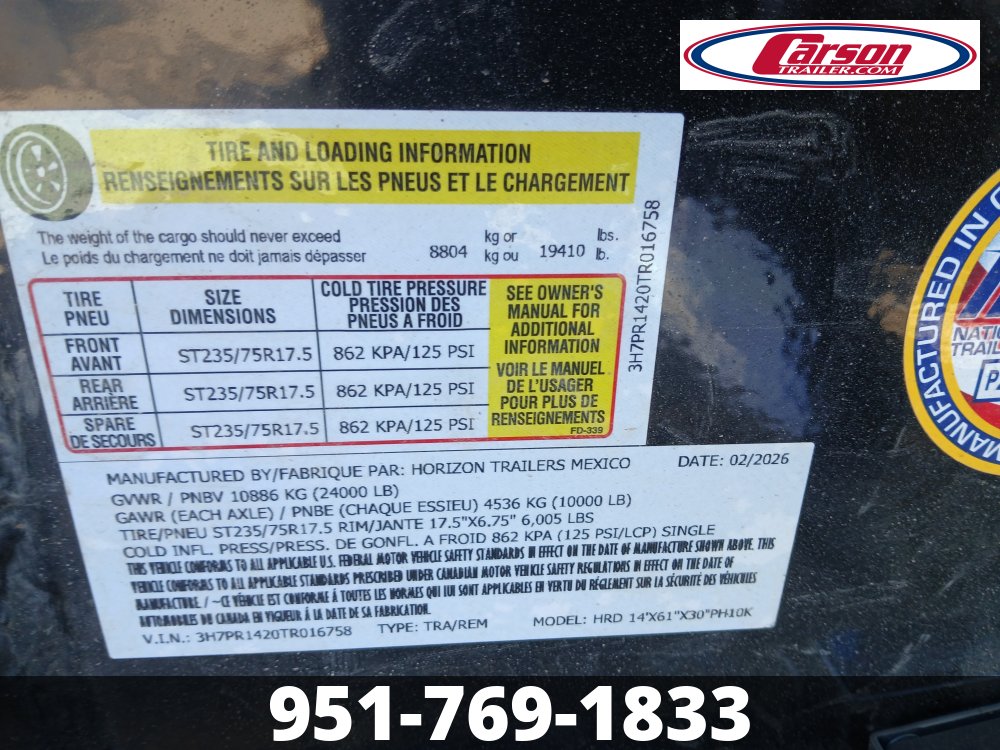 Carson
TRAILER.COM
TIRE AND LOADING INFORMATION
RENSEIGNEMENTS SUR LES PNEUS ET LE CHARGEMENT
The weight of the cargo should never exceed 8804 kg or 19410 lbs.
Le poids du chargement ne doit jamais dépasser kg ou lb.
TIRE PNEU
SIZE DIMENSIONS
COLD TIRE PRESSURE PRESSION DES PNEUS A FROID
FRONT AVANT ST235/75R17.5 862 KPA/125 PSI
REAR ARRIÈRE ST235/75R17.5 862 KPA/125 PSI
SPARE DE SECOURS ST235/75R17.5 862 KPA/125 PSI
SEE OWNER'S
MANUAL FOR
ADDITIONAL
INFORMATION
VOIR LE MANUEL
DE L'USAGER
POUR PLUS DE
RENSEIGNEMENTS
FD-339
3H7PR1420TR016758
MANUFACTURED BY/FABRIQUE PAR: HORIZON TRAILERS MEXICO DATE: 02/2026
GVWR / PNBV 10886 KG (24000 LB)
GAWR (EACH AXLE) / PNBE (CHAQUE ESSIEU) 4536 KG (10000 LB)
TIRE/PNEU ST235/75R17.5 RIM/JANTE 17.5"X6.75" 6,005 LBS
COLD INFL. PRESS/PRESS. DE GONFL. A FROID 862 KPA (125 PSI/LCP) SINGLE
THIS VEHICLE CONFORMS TO ALL APPLICABLE U.S. FEDERAL MOTOR VEHICLE SAFETY STANDARDS IN EFFECT ON THE DATE OF MANUFACTURE SHOWN ABOVE. THIS
VEHICLE CONFORMS TO ALL APPLICABLE STANDARDS PRESCRIBED UNDER CANADIAN MOTOR VEHICLE SAFETY REGULATIONS IN EFFECT ON THE DATE OF
MANUFACTURE / ~CE VÉHICULE EST CONFORME À TOUTES LES NORMES QUI LUI SONT APPLICABLES EN VERTU DU RÈGLEMENT SUR LA SÉCURITÉ DES VÉHICULES
AUTOMOBILES DU CANADA EN VIGUEUR À LA DATE DE SA FABRICATION.
V.I.N.: 3H7PR1420TR016758 TYPE: TRA/REM MODEL: HRD 14'X61"X30"PH10K
MANUFACTURED IN
951-769-1833